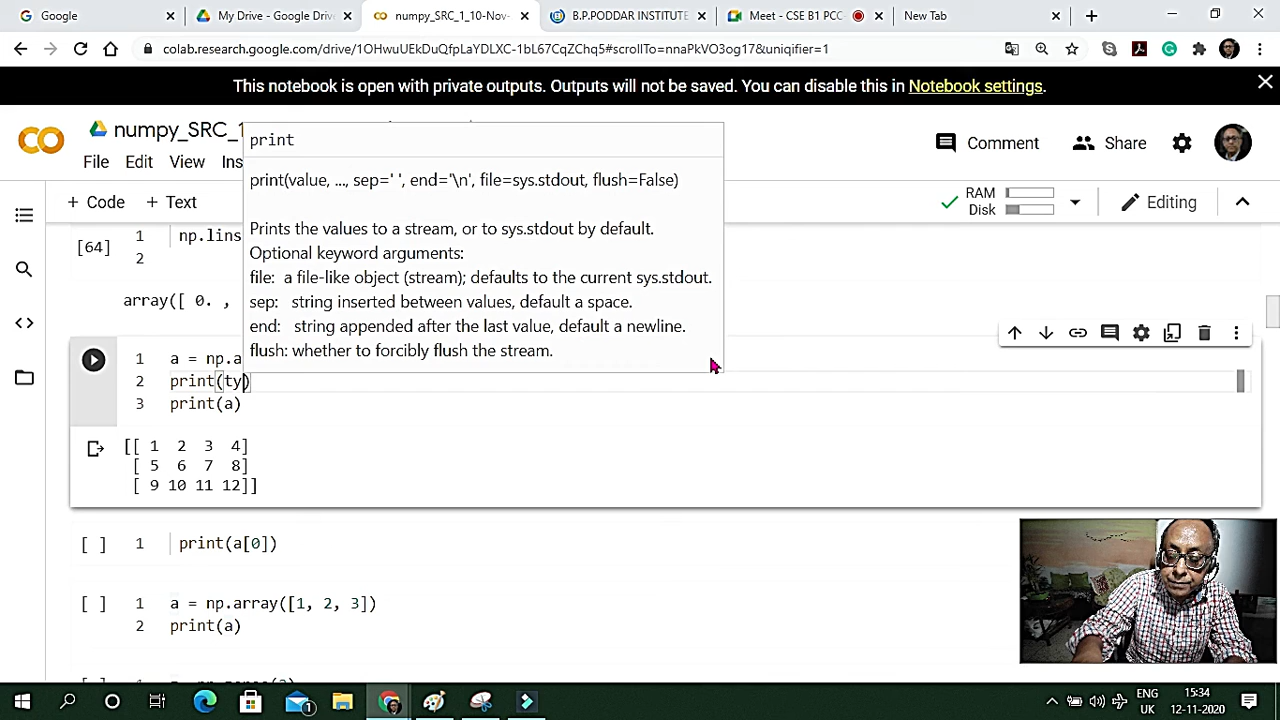 Google
My Drive - Google Drive
numpy_SRC_1_10-Nov-
B.P.PODDAR INSTITUTE
Meet - CSE B1 PCC
New Tab
colab.research.google.com/drive/1OHwuUEkDuQfpLaYDLXC-1bL67CqZChq5#scrollTo=nnaPkVO3og17&uniqifier=1
This notebook is open with private outputs. Outputs will not be saved. You can disable this in Notebook settings.
numpy_SRC_1
Comment
Share
File Edit View Ins
+ Code + Text
RAM
Disk
Editing
print
print(value, ..., sep=' ', end='\n', file=sys.stdout, flush=False)
Prints the values to a stream, or to sys.stdout by default.
Optional keyword arguments:
file: a file-like object (stream); defaults to the current sys.stdout.
sep: string inserted between values, default a space.
end: string appended after the last value, default a newline.
flush: whether to forcibly flush the stream.
[64] 1 np.lins
2
array([ 0. ,
1 a = np.a
2 print(ty)
3 print(a)
[[ 1 2 3 4]
[ 5 6 7 8]
[ 9 10 11 12]]
[ ] 1 print(a[0])
[ ] 1 a = np.array([1, 2, 3])
2 print(a)
1
ENG
UK
15:34
12-11-2020